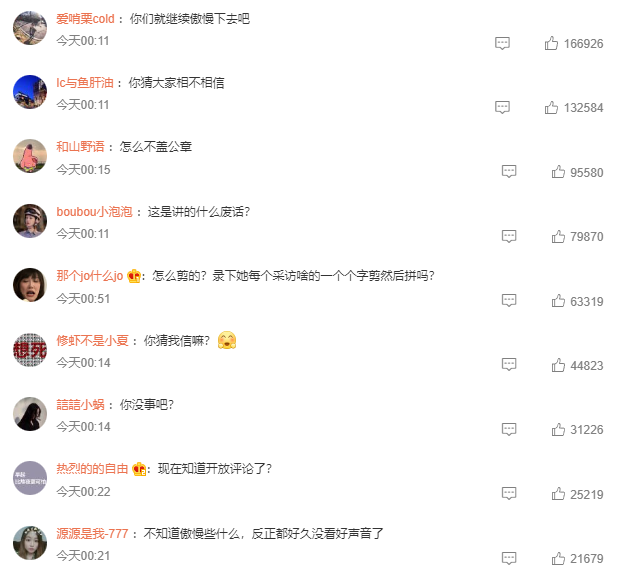 爱啃栗cold：你们就继续傲慢下去吧
今天00:11
166926
lc与鱼肝油：你猜大家相不相信
今天00:11
132584
和山野语：怎么不盖公章
今天00:15
95580
boubou小泡泡：这是讲的什么废话?
今天00:11
79870
那个jo什么jo：怎么剪的？录下她每个采访啥的一个个字剪然后拼吗?
今天00:51
63319
想死
修虾不是小夏：你猜我信嘛?
今天00:14
44823
囍囍小蜗：你没事吧?
今天00:14
31226
热烈的的自由：现在知道开放评论了?
今天00:22
25219
源源是我-777：不知道傲慢些什么，反正都好久没看好声音了
今天00:21
21679